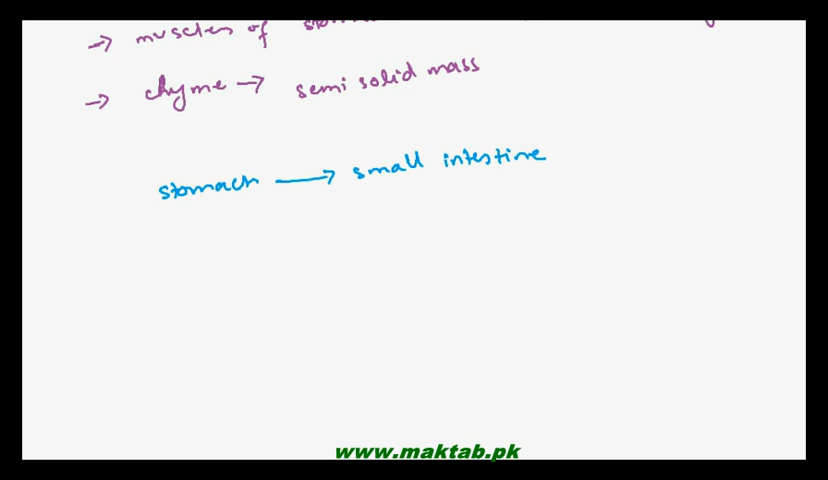 → muscles of
→ chyme → semi solid mass
stomach → small intestine
www.maktab.pk